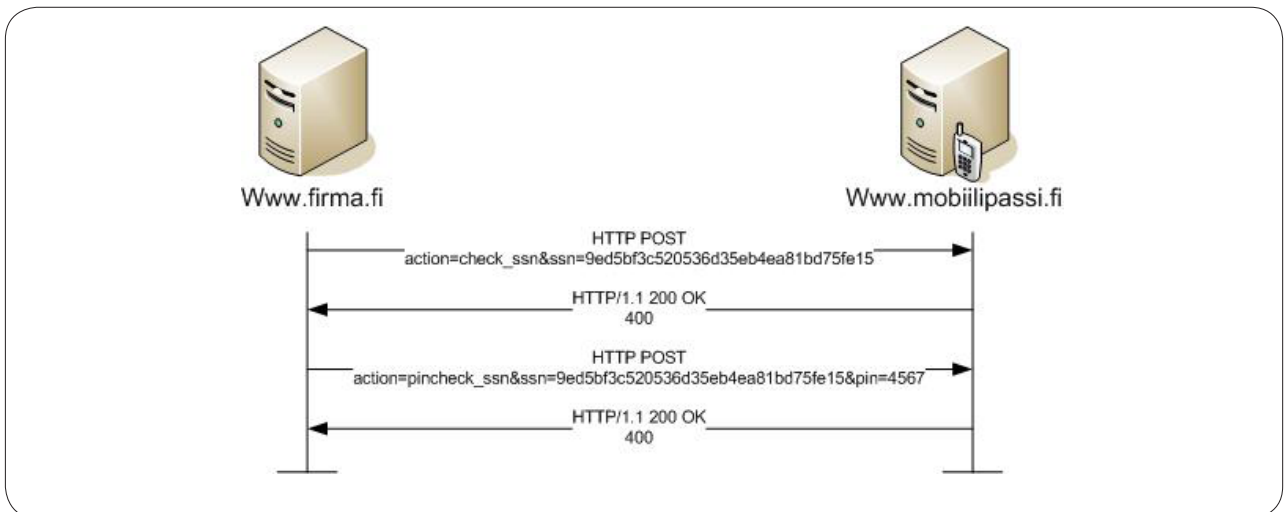 Www.firma.fi
Www.mobiilipassi.fi
HTTP POST
action=check_ssn&ssn=9ed5bf3c520536d35eb4ea81bd75fe15
HTTP/1.1 200 OK
400
HTTP POST
action=pincheck_ssn&ssn=9ed5bf3c520536d35eb4ea81bd75fe15&pin=4567
HTTP/1.1 200 OK
400